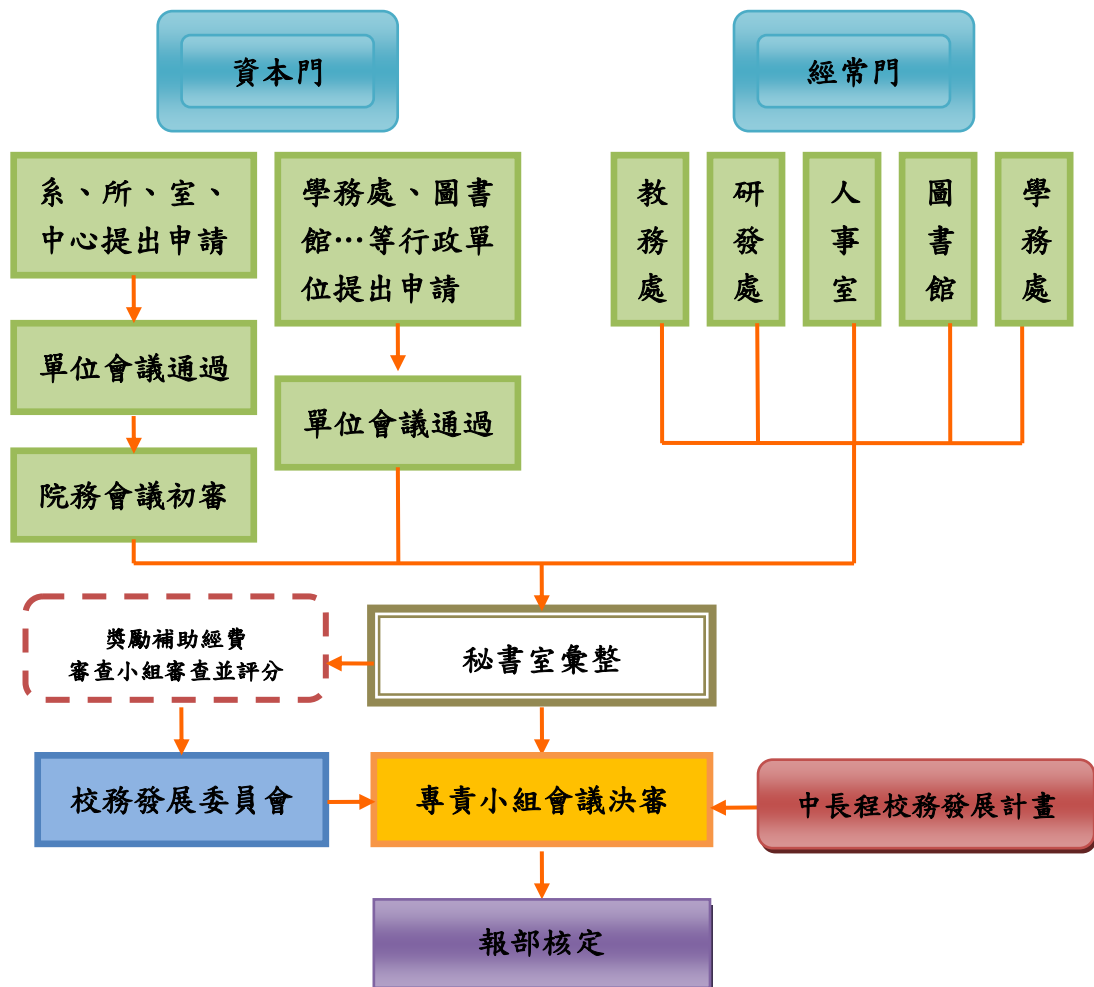 資本門
經常門
系、所、室、
中心提出申請
學務處、圖書
館…等行政單
位提出申請
教務處
研發處
人事室
圖書館
學務處
單位會議通過
單位會議通過
院務會議初審
獎勵補助經費
審查小組審查並評分
秘書室彙整
校務發展委員會
專責小組會議決審
中長程校務發展計畫
報部核定